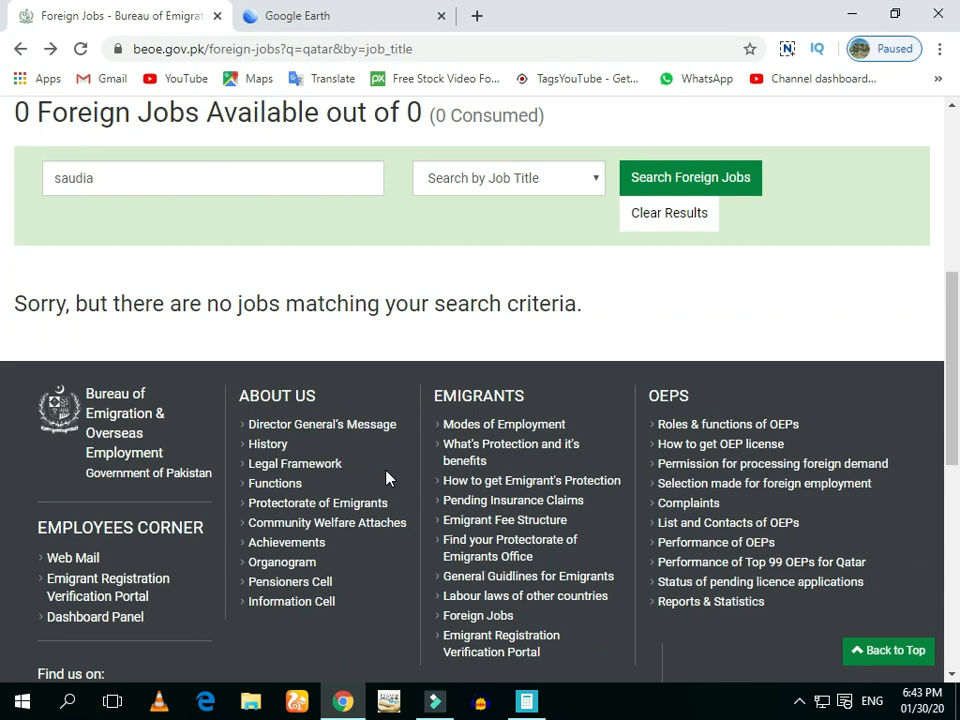 Foreign Jobs - Bureau of Emigrat
Google Earth
beoe.gov.pk/foreign-jobs?q=qatar&by=job_title
Paused
Apps
Gmail
YouTube
Maps
Translate
Free Stock Video Fo...
TagsYouTube - Get...
WhatsApp
Channel dashboard...
»
0 Foreign Jobs Available out of 0 (0 Consumed)
saudia
Search by Job Title
Search Foreign Jobs
Clear Results
Sorry, but there are no jobs matching your search criteria.
Bureau of
Emigration &
Overseas
Employment
Government of Pakistan
EMPLOYEES CORNER
Web Mail
Emigrant Registration
Verification Portal
Dashboard Panel
Find us on:
ABOUT US
Director General's Message
History
Legal Framework
Functions
Protectorate of Emigrants
Community Welfare Attaches
Achievements
Organogram
Pensioners Cell
Information Cell
EMIGRANTS
Modes of Employment
What's Protection and it's
benefits
How to get Emigrant's Protection
Pending Insurance Claims
Emigrant Fee Structure
Find your Protectorate of
Emigrants Office
General Guidlines for Emigrants
Labour laws of other countries
Foreign Jobs
Emigrant Registration
Verification Portal
OEPS
Roles & functions of OEPs
How to get OEP license
Permission for processing foreign demand
Selection made for foreign employment
Complaints
List and Contacts of OEPs
Performance of OEPs
Performance of Top 99 OEPs for Qatar
Status of pending licence applications
Reports & Statistics
Back to Top
ENG
6:43 PM
01/30/20